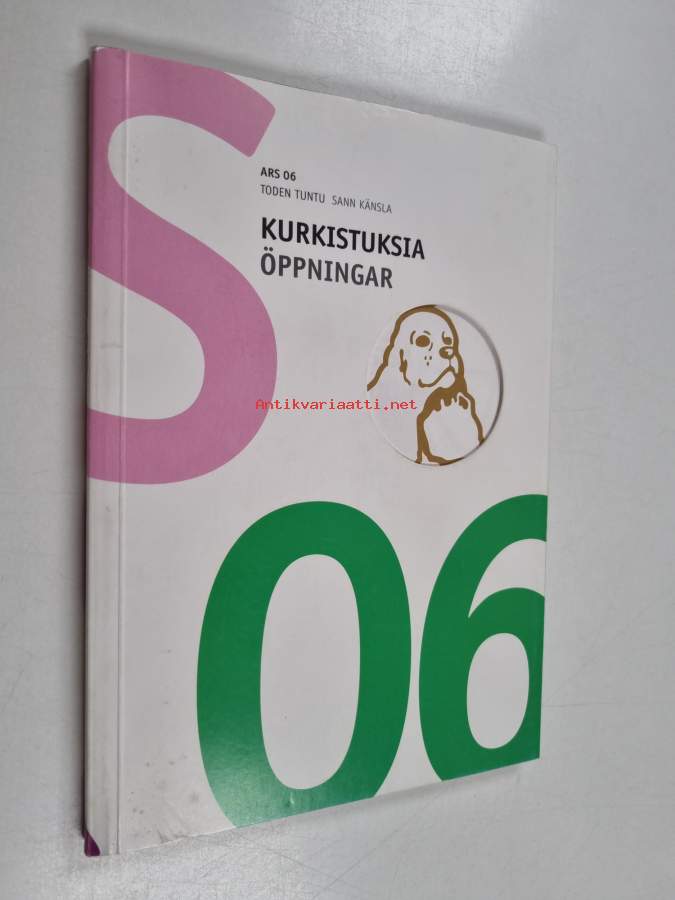 S
ARS 06
TODEN TUNTU SANN KÄNSLA
KURKISTUKSIA
ÖPPNINGAR
Antikvariaatti.net
06